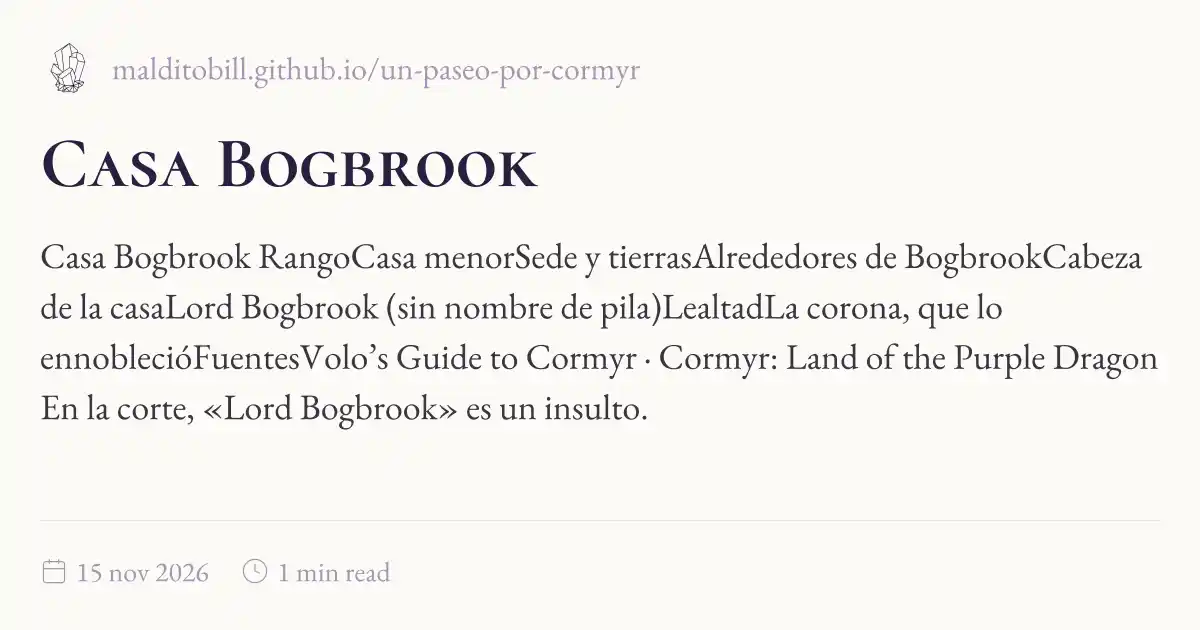 malditobill.github.io/un-paseo-por-cormyr
Casa Bogbrook
Casa Bogbrook RangoCasa menorSede y tierrasAlrededores de BogbrookCabeza
de la casaLord Bogbrook (sin nombre de pila)LealtadLa corona, que lo
ennoblecióFuentesVolo’s Guide to Cormyr · Cormyr: Land of the Purple Dragon
En la corte, «Lord Bogbrook» es un insulto.
15 nov 2026
1 min read